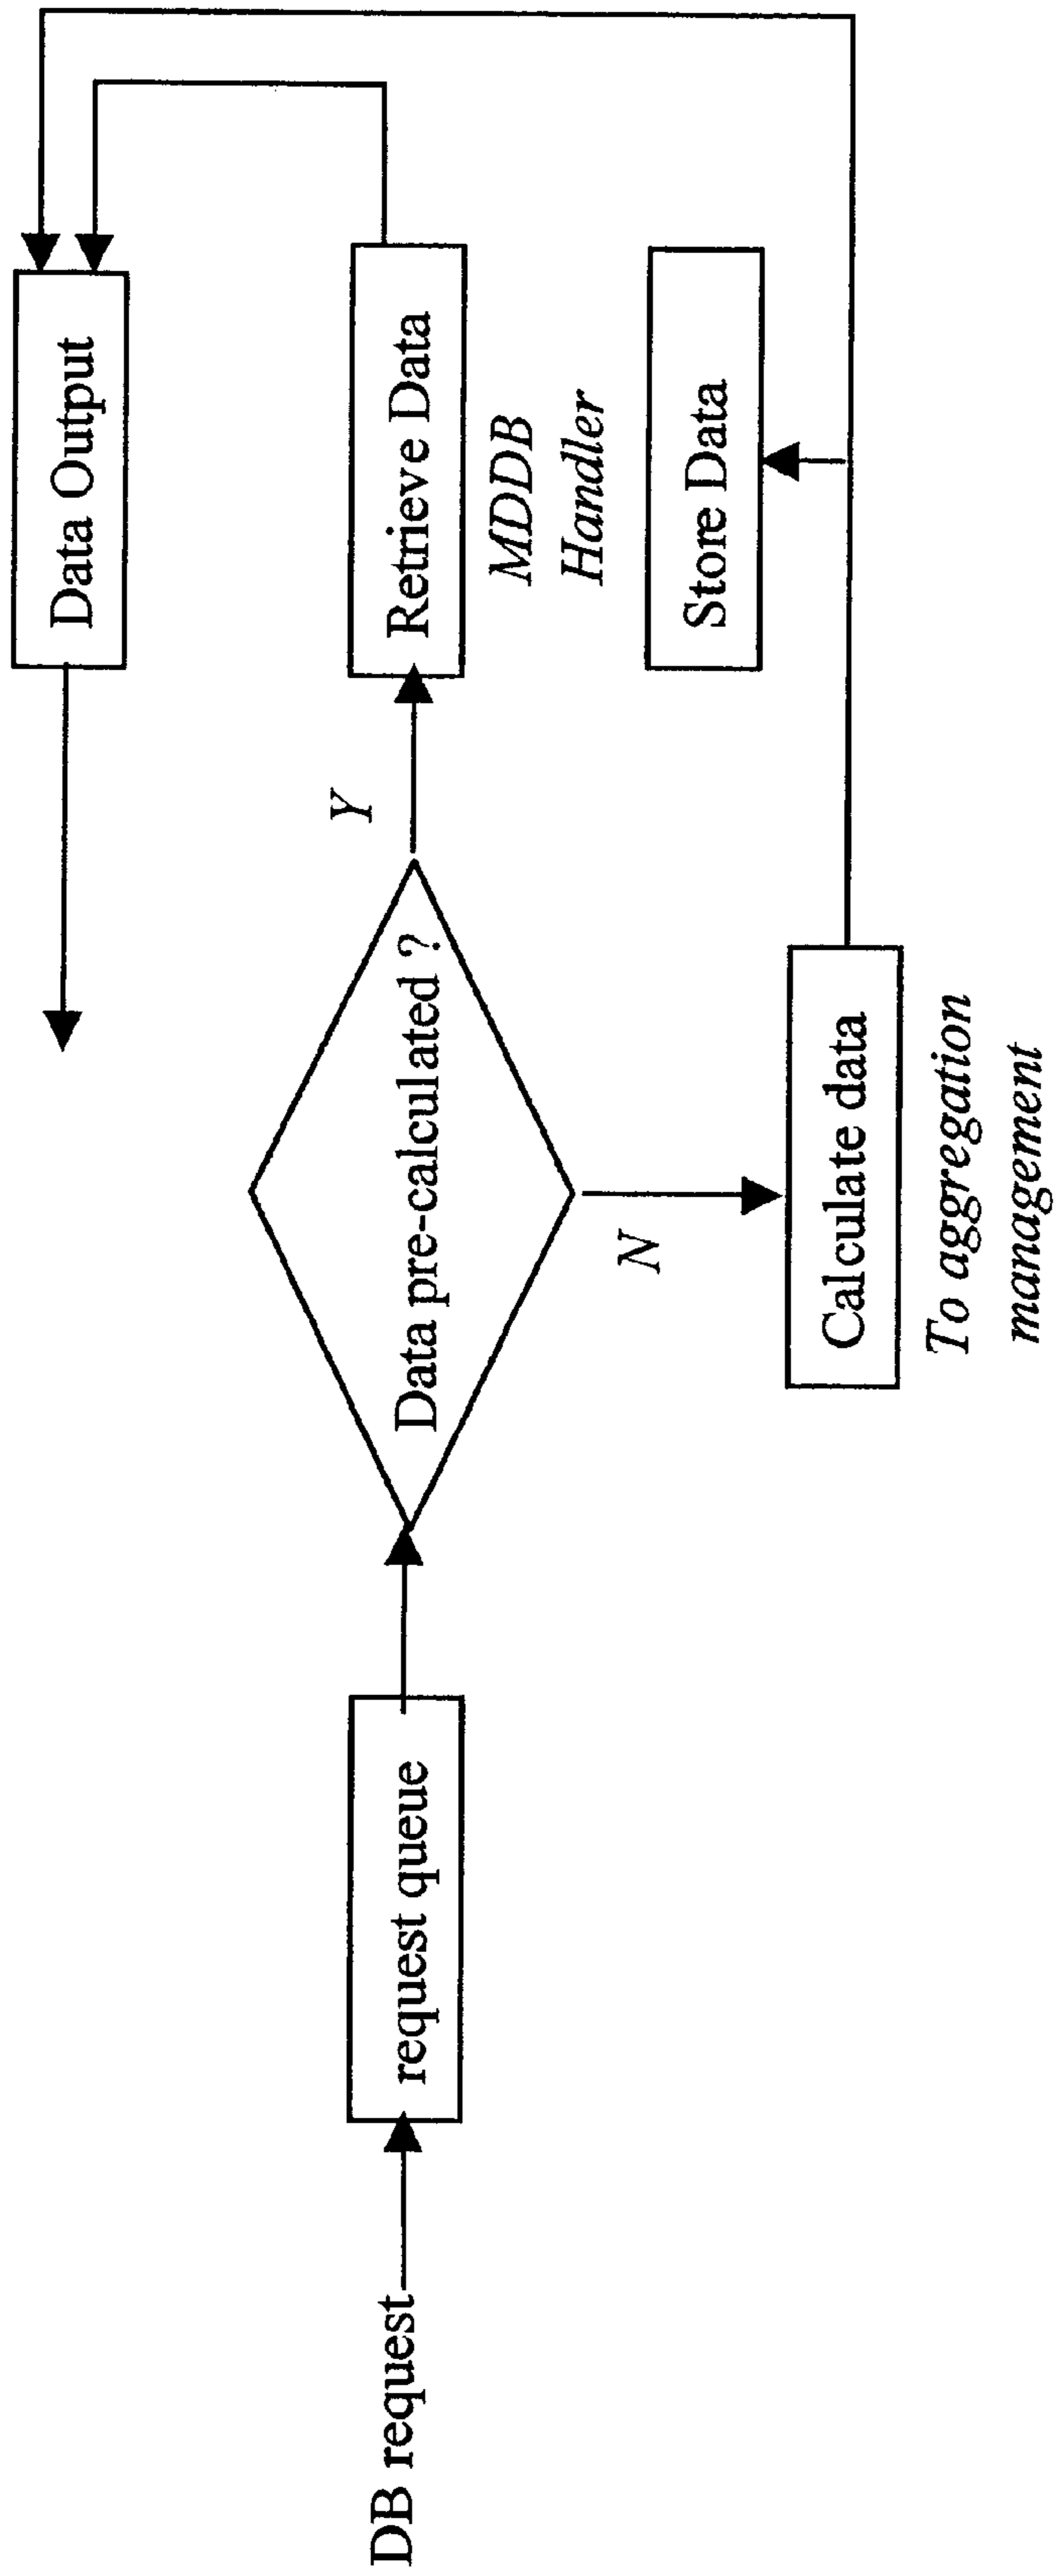 DB request
request queue
Data pre-calculated ?
Y
N
Data Output
Retrieve Data
MDDB
Handler
Store Data
Calculate data
To aggregation
management